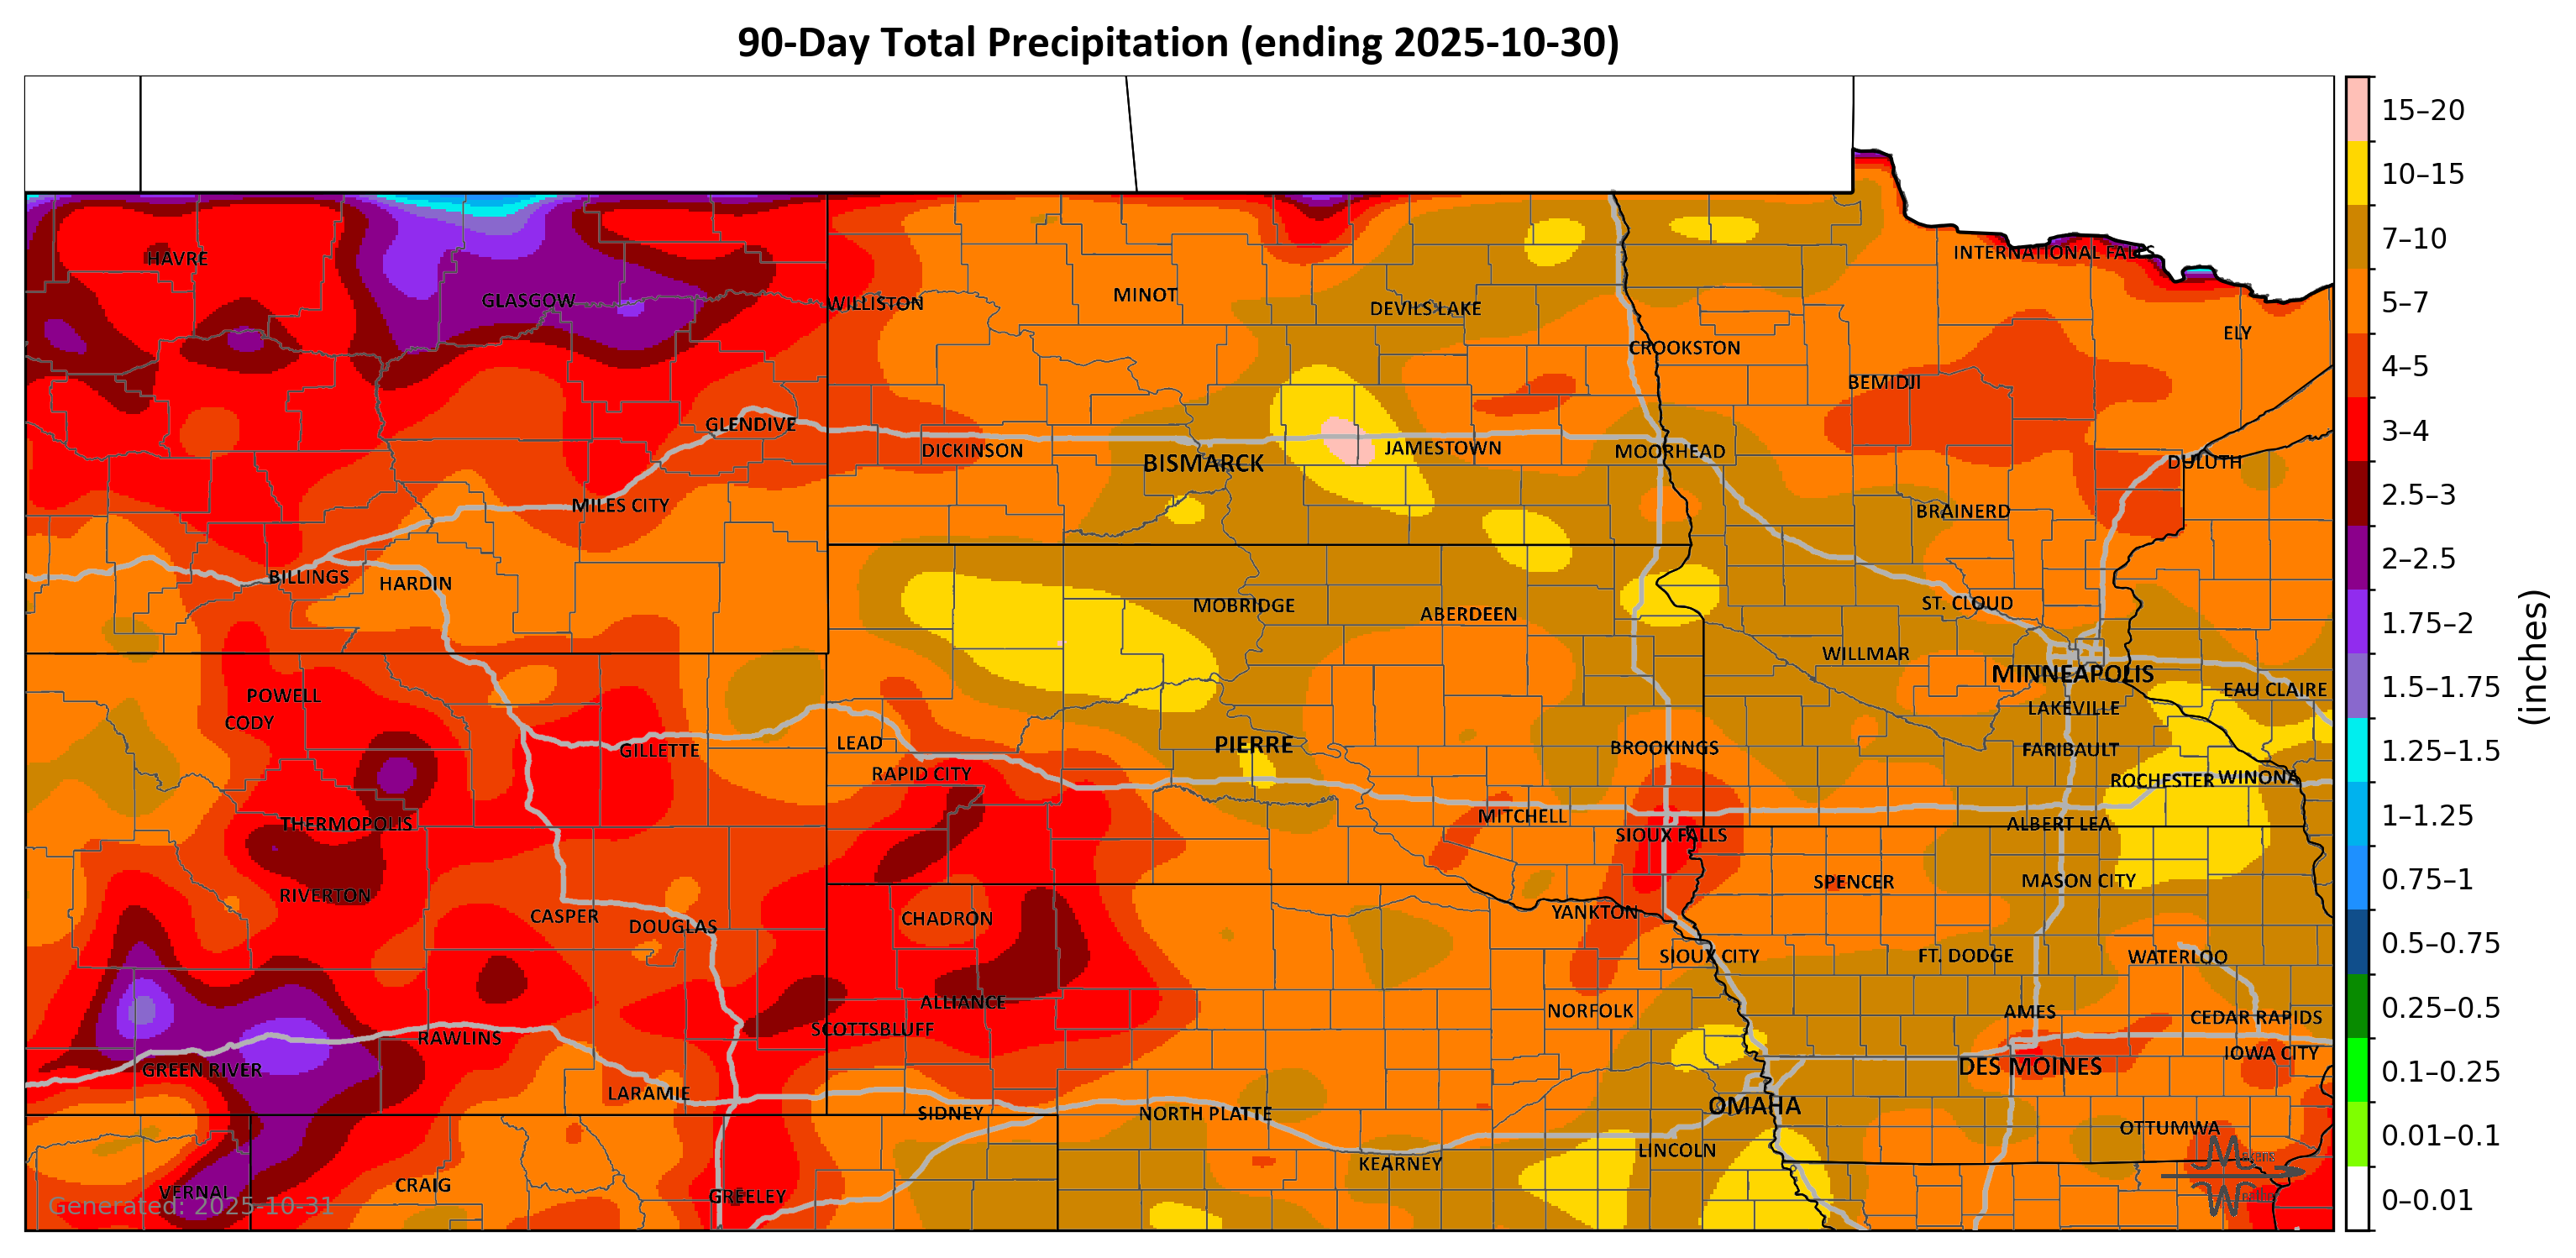 90-Day Total Precipitation (ending 2025-10-30)
15–20
10–15
7–10
5–7
4–5
3–4
2.5–3
2–2.5
1.75–2
1.5–1.75
1.25–1.5
1–1.25
0.75–1
0.5–0.75
0.25–0.5
0.1–0.25
0.01–0.1
0–0.01
(inches)
INTERNATIONAL FALLS
HAVRE
MINOT
GLASGOW
WILLISTON
DEVILS LAKE
ELY
CROOKSTON
BEMIDJI
GLENDIVE
DICKINSON
JAMESTOWN
MOORHEAD
BISMARCK
DULUTH
MILES CITY
BRAINERD
BILLINGS
HARDIN
MOBRIDGE
ABERDEEN
ST. CLOUD
WILLMAR
MINNEAPOLIS
POWELL
EAU CLAIRE
CODY
LAKEVILLE
GILLETTE
LEAD
PIERRE
BROOKINGS
FARIBAULT
RAPID CITY
ROCHESTER
WINONA
THERMOPOLIS
MITCHELL
ALBERT LEA
SIOUX FALLS
RIVERTON
SPENCER
MASON CITY
CASPER
DOUGLAS
CHADRON
YANKTON
SIOUX CITY
FT. DODGE
WATERLOO
ALLIANCE
NORFOLK
AMES
CEDAR RAPIDS
SCOTTSBLUFF
RAWLINS
IOWA CITY
GREEN RIVER
DES MOINES
LARAMIE
SIDNEY
NORTH PLATTE
OMAHA
OTTUMWA
LINCOLN
KEARNEY
VERNAL
CRAIG
GREELEY
Generated: 2025-10-31